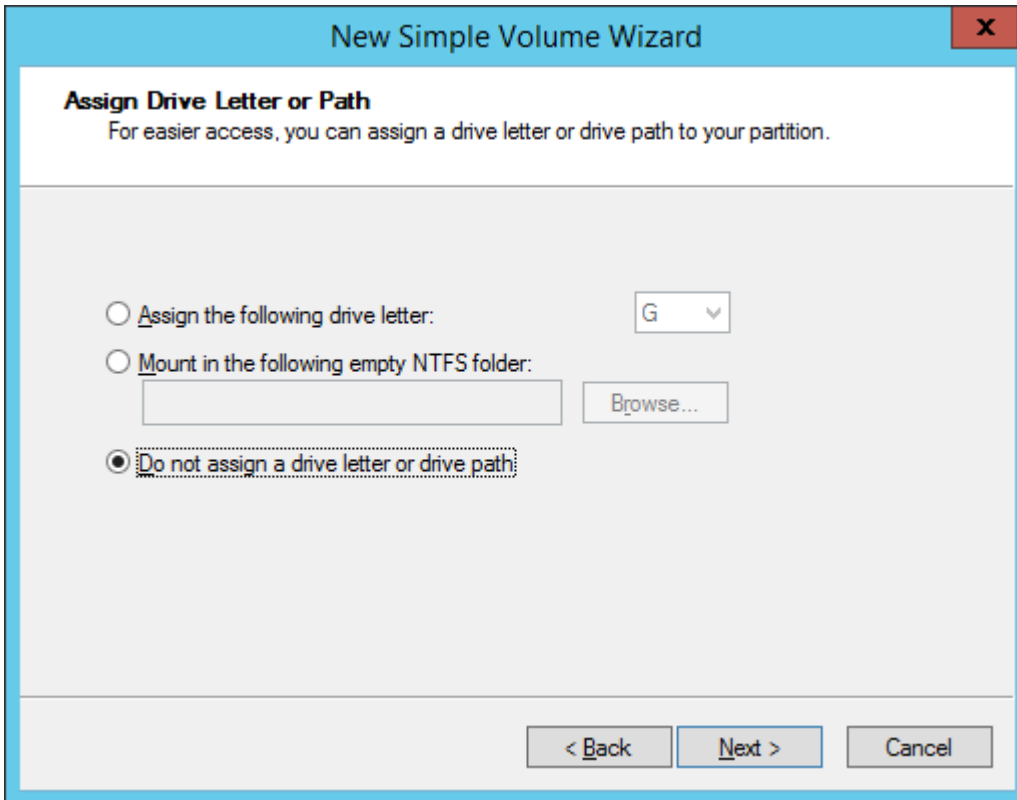 New Simple Volume Wizard
x
Assign Drive Letter or Path
For easier access, you can assign a drive letter or drive path to your partition.
Assign the following drive letter:
G
Mount in the following empty NTFS folder:
Browse...
Do not assign a drive letter or drive path
< Back
Next >
Cancel